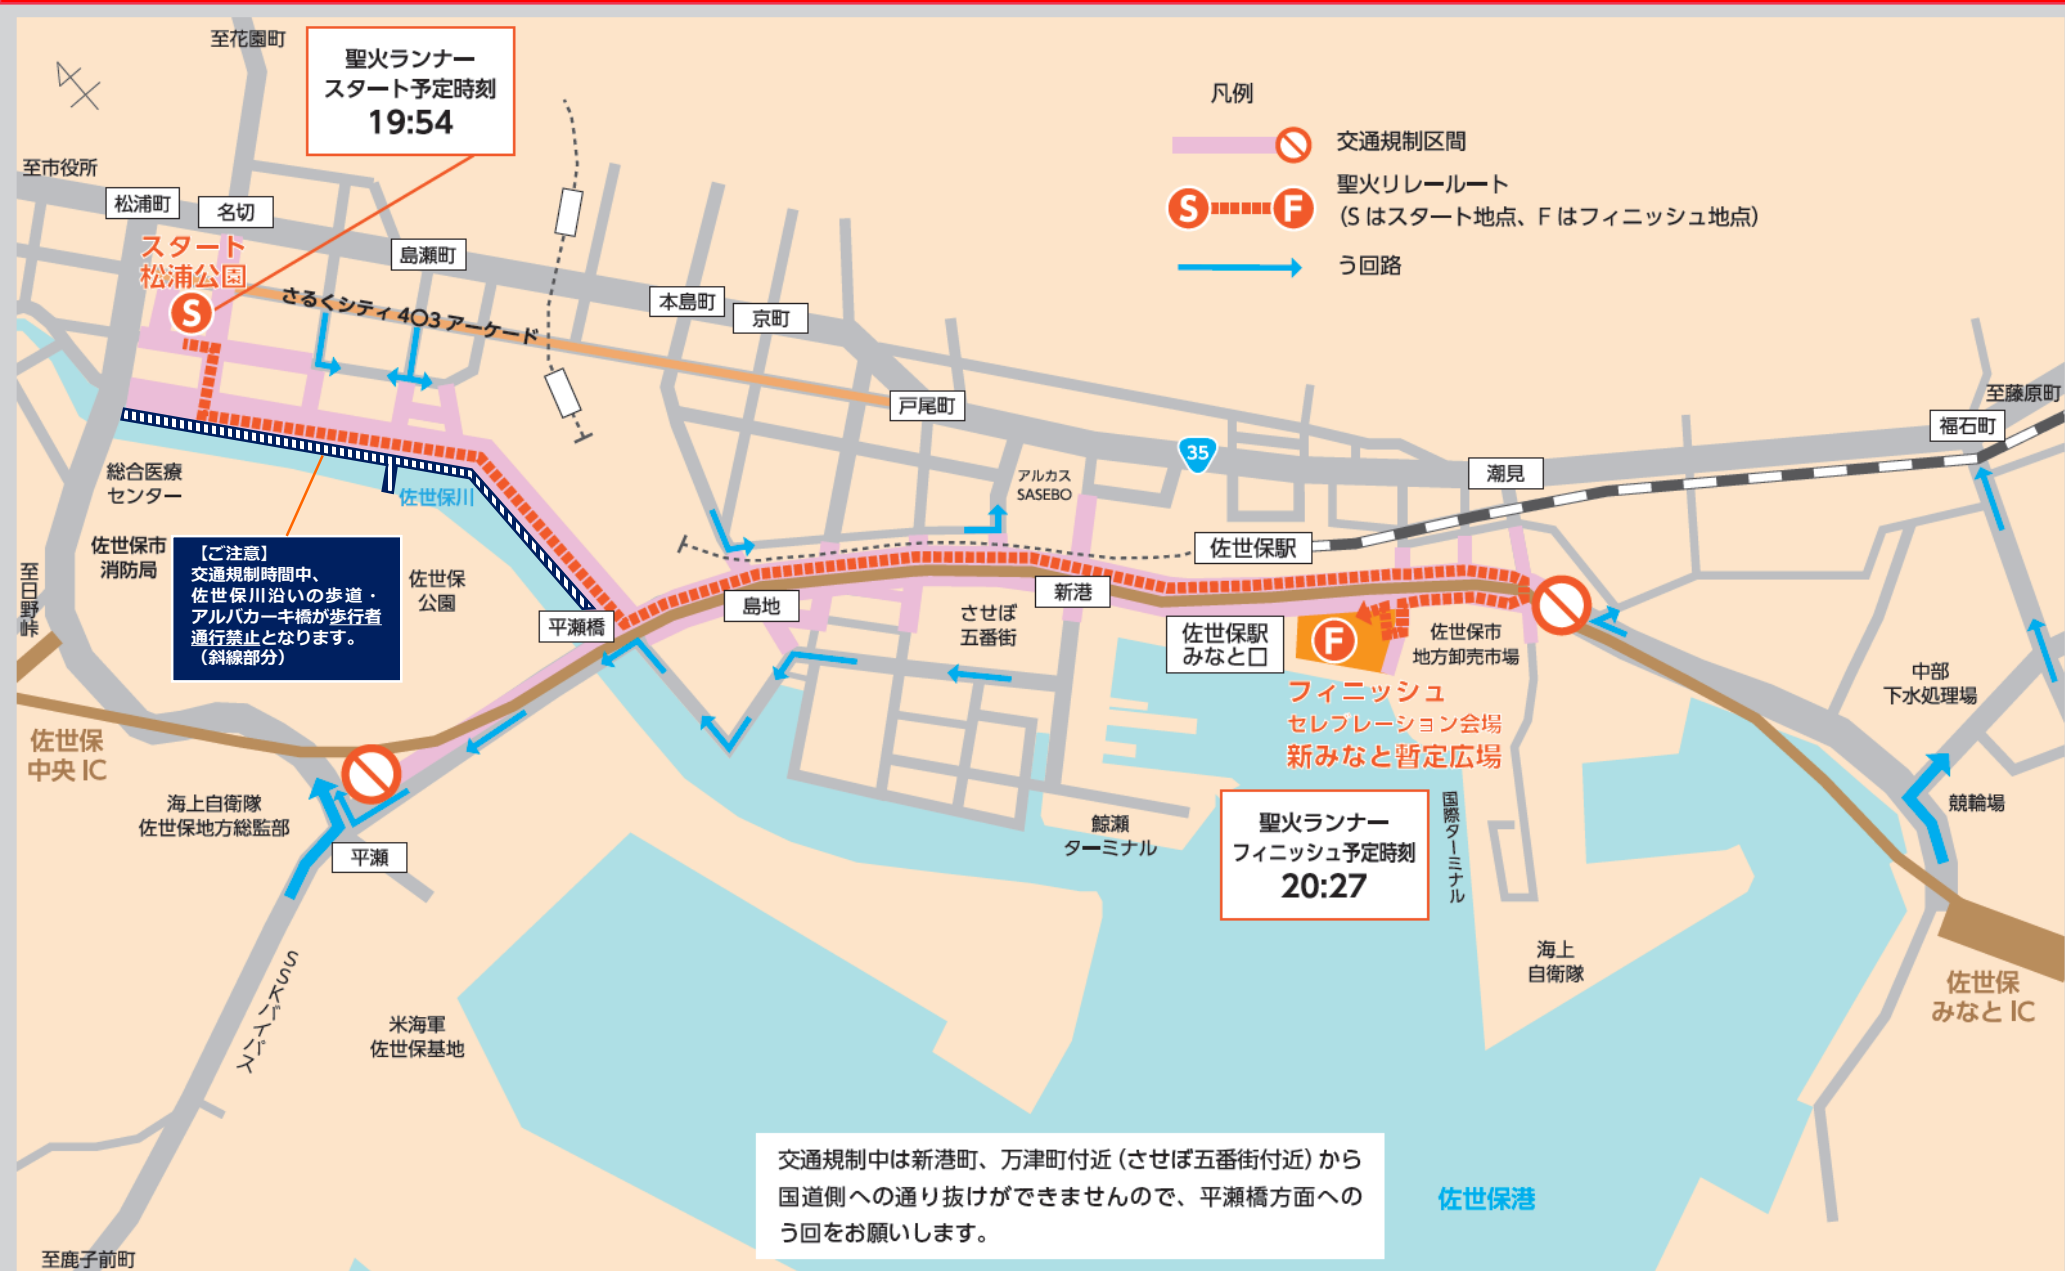 至花園町
聖火ランナー
スタート予定時刻
19:54
凡例
交通規制区間
S
F
聖火リレールート
(Sはスタート地点、Fはフィニッシュ地点)
う回路
至市役所
松浦町
名切
スタート
松浦公園
S
島瀬町
さるくシティ4〇3アーケード
本島町
京町
戸尾町
35
アルカス
SASEBO
潮見
福石町
至藤原町
総合医療
センター
佐世保川
佐世保市
消防局
至日野峠
【ご注意】
交通規制時間中、
佐世保川沿いの歩道・
アルバカーキ橋が歩行者
通行禁止となります。
(斜線部分)
佐世保
公園
平瀬橋
島地
させぼ
五番街
新港
佐世保駅
佐世保駅
みなと口
F
佐世保市
地方卸売市場
フィニッシュ
セレブレーション会場
新みなと暫定広場
中部
下水処理場
佐世保
中央IC
海上自衛隊
佐世保地方総監部
平瀬
鯨瀬
ターミナル
聖火ランナー
フィニッシュ予定時刻
20:27
国際ターミナル
競輪場
海上
自衛隊
佐世保
みなとIC
SSKバイパス
米海軍
佐世保基地
交通規制中は新港町、万津町付近(させぼ五番街付近)から
国道側への通り抜けができませんので、平瀬橋方面への
う回をお願いします。
佐世保港
至鹿子前町